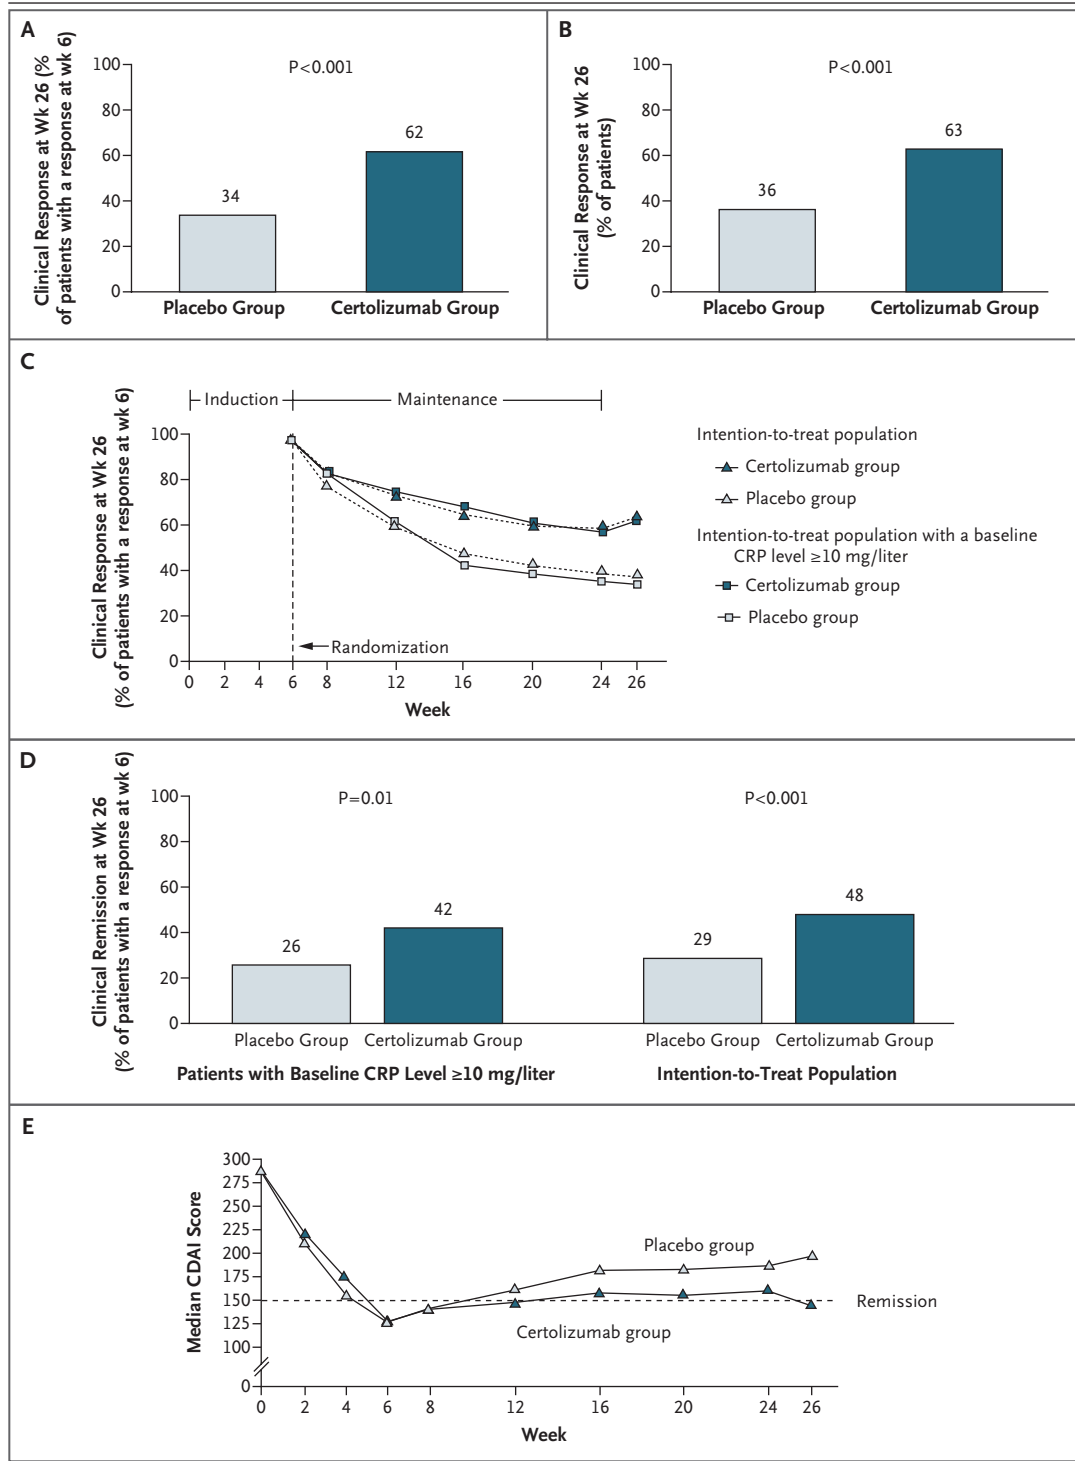 A
Clinical Response at Wk 26 (%
of patients with a response at wk 6)
100
80
60
40
20
0
P<0.001
34
62
Placebo Group
Certolizumab Group
B
Clinical Response at Wk 26
(% of patients)
100
80
60
40
20
0
P<0.001
36
63
Placebo Group
Certolizumab Group
C
Clinical Response at Wk 26
(% of patients with a response at wk 6)
Induction
Maintenance
100
80
60
40
20
0
Randomization
0 2 4 6 8 12 16 20 24 26
Week
Intention-to-treat population
Certolizumab group
Placebo group
Intention-to-treat population with a baseline
CRP level ≥10 mg/liter
Certolizumab group
Placebo group
D
Clinical Remission at Wk 26
(% of patients with a response at wk 6)
100
80
60
40
20
0
P=0.01
26
42
Placebo Group
Certolizumab Group
Patients with Baseline CRP Level ≥10 mg/liter
P<0.001
29
48
Placebo Group
Certolizumab Group
Intention-to-Treat Population
E
Median CDAI Score
300
275
250
225
200
175
150
125
100
0
Placebo group
Remission
Certolizumab group
0 2 4 6 8 12 16 20 24 26
Week